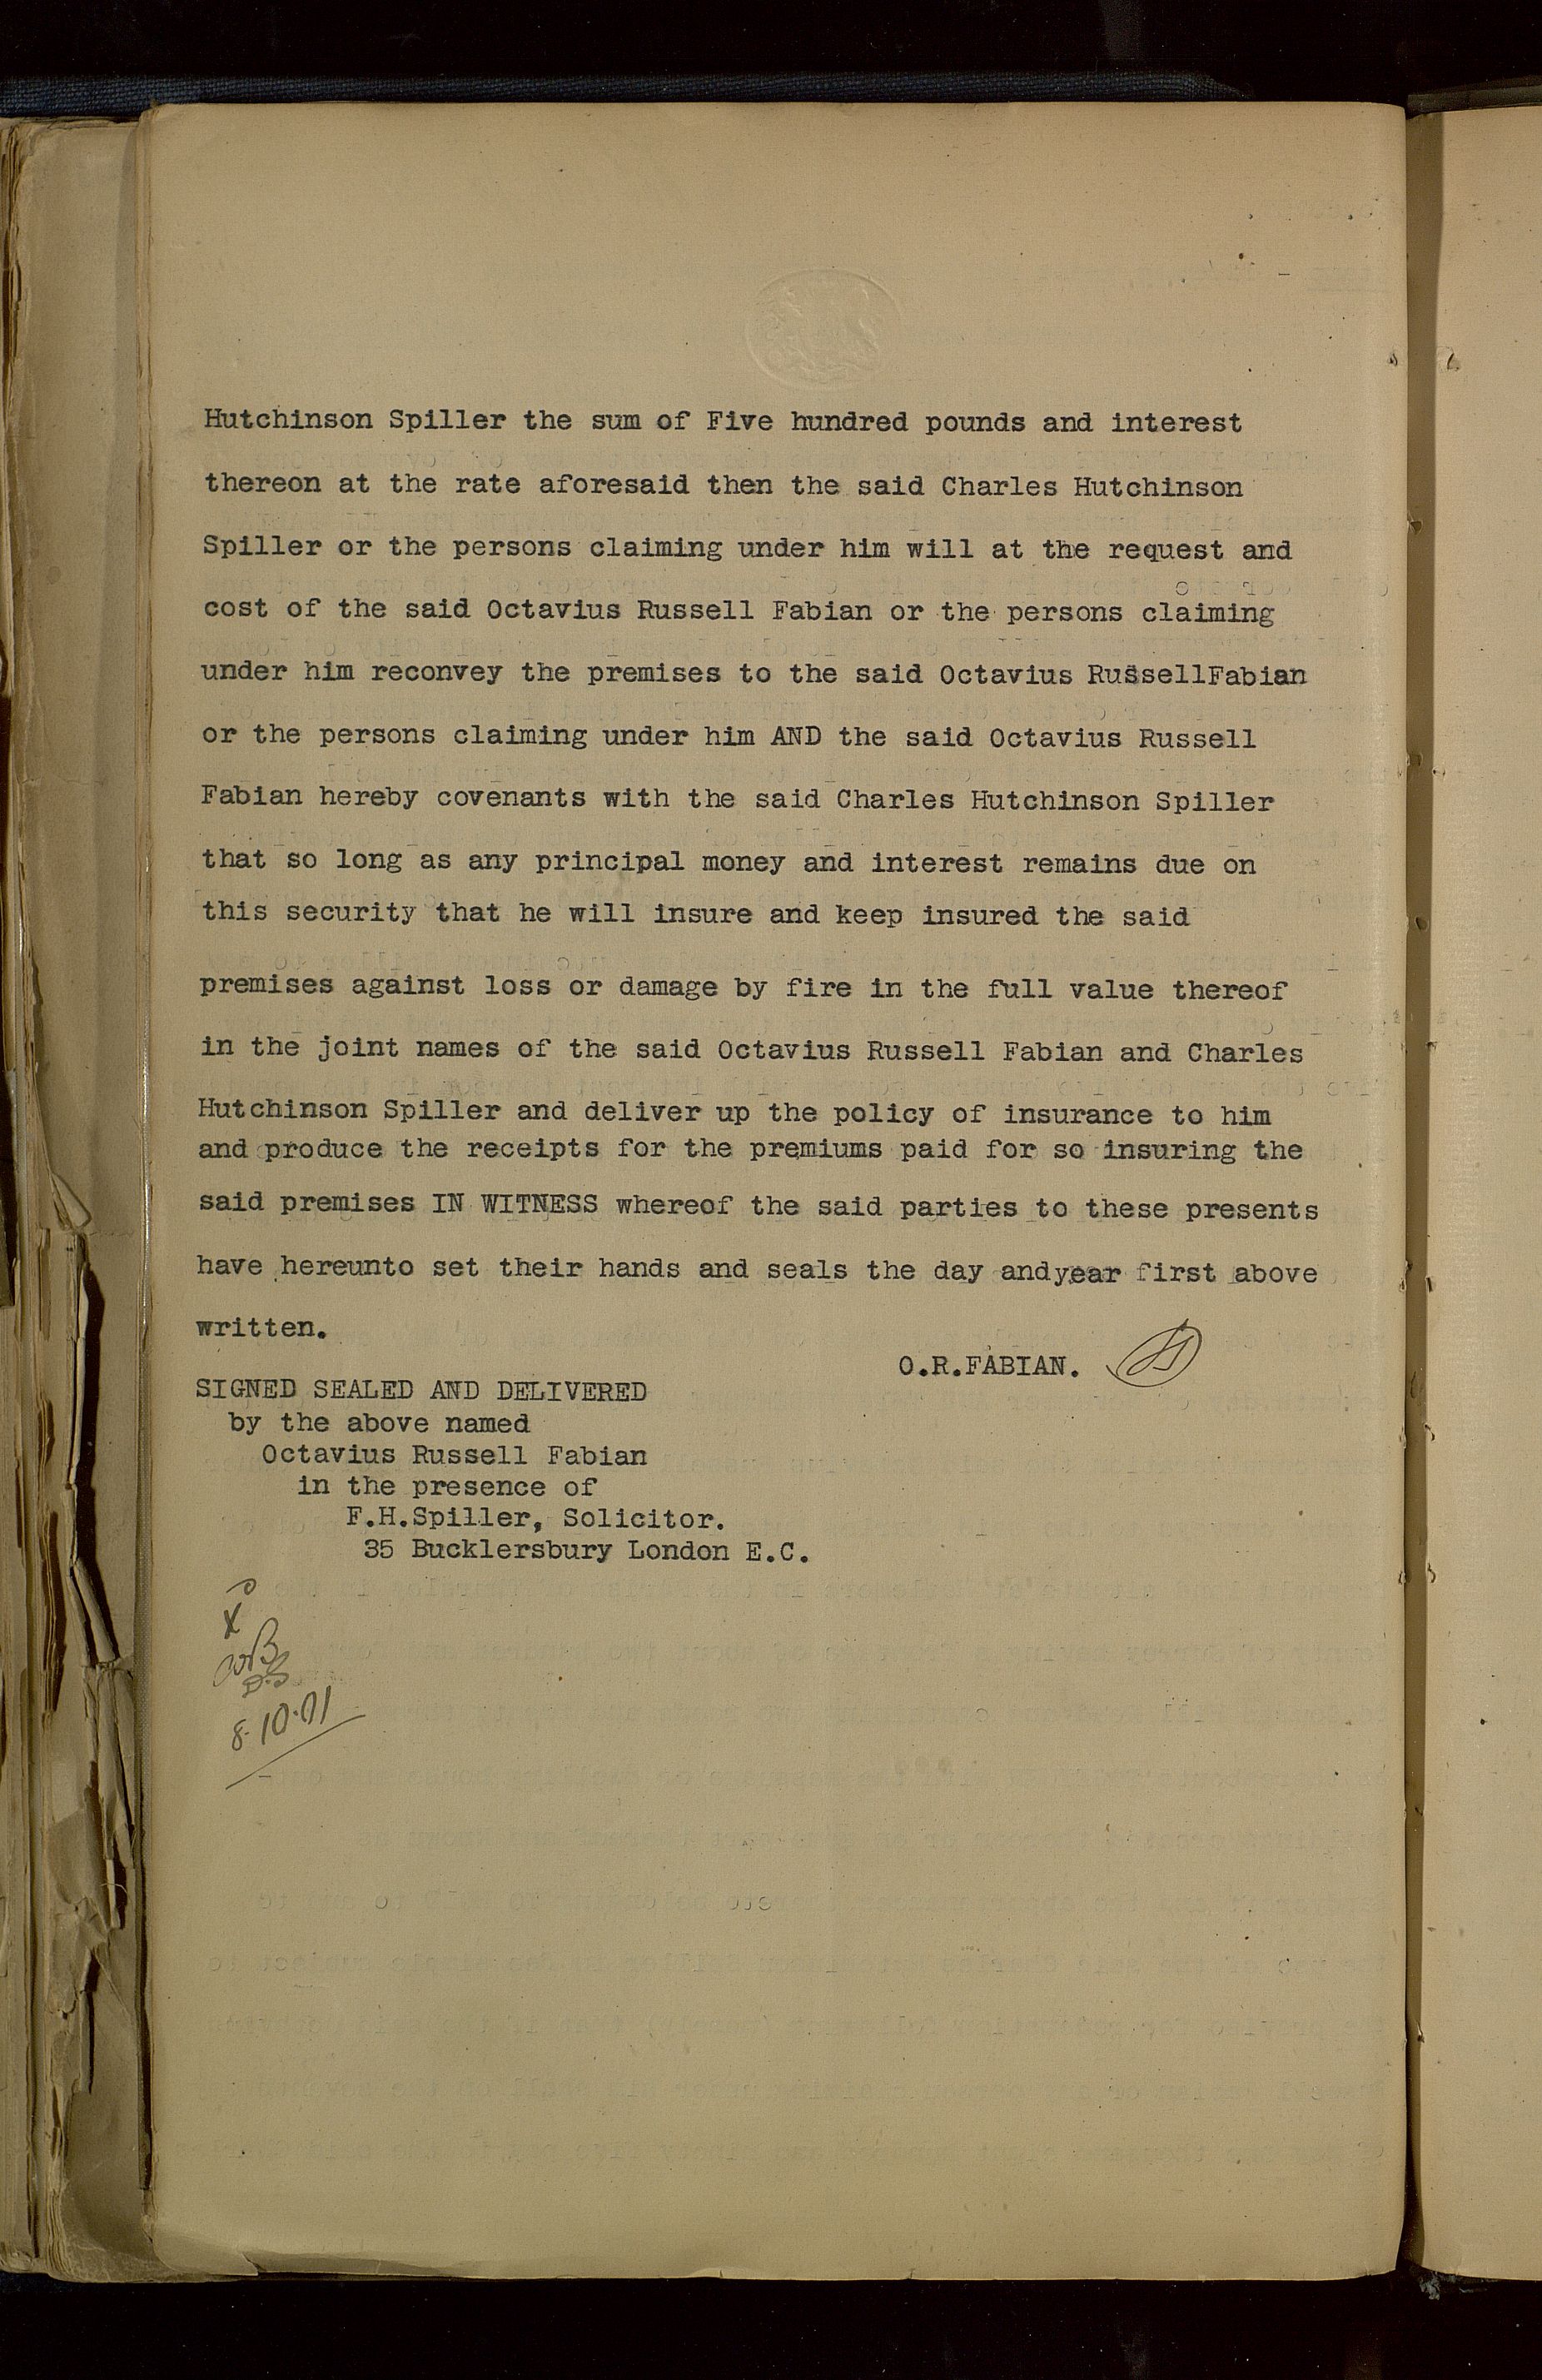 Hutchinson Spiller the sum of Five hundred pounds and interest
thereon at the rate aforesaid then the said Charles Hutchinson
Spiller or the persons claiming under him will at the request and
cost of the said Octavius Russell Fabian or the persons claiming
under him reconvey the premises to the said Octavius RussellFabian
or the persons claiming under him AND the said Octavius Russell
Fabian hereby covenants with the said Charles Hutchinson Spiller
that so long as any principal money and interest remains due on
this security that he will insure and keep insured the said
premises against loss or damage by fire in the full value thereof
in the joint names of the said Octavius Russell Fabian and Charles
Hutchinson Spiller and deliver up the policy of insurance to him
and produce the receipts for the premiums paid for so insuring the
said premises IN WITNESS whereof the said parties to these presents
have hereunto set their hands and seals the day andyear first above
written.
O.R.FABIAN.
SIGNED SEALED AND DELIVERED
by the above named
Octavius Russell Fabian
in the presence of
F.H.Spiller, Solicitor.
35 Bucklersbury London E.C.
X
8.10.01